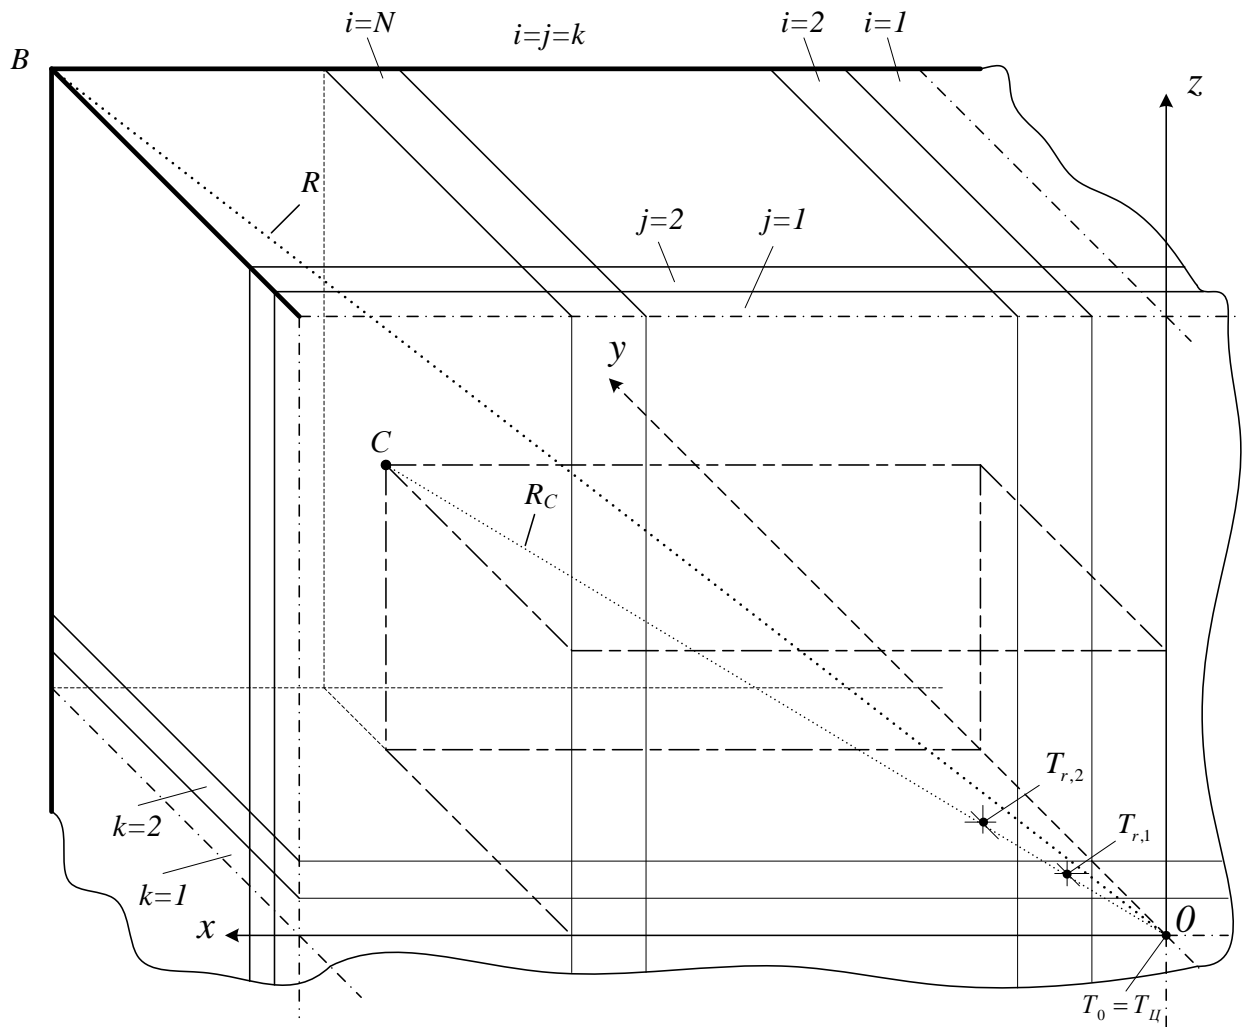 i=N
i=j=k
i=2
i=1
B
z
R
j=2
j=1
y
C
R_C
T_{r,2}
T_{r,1}
k=2
k=1
x
0
T_0 = T_Ц